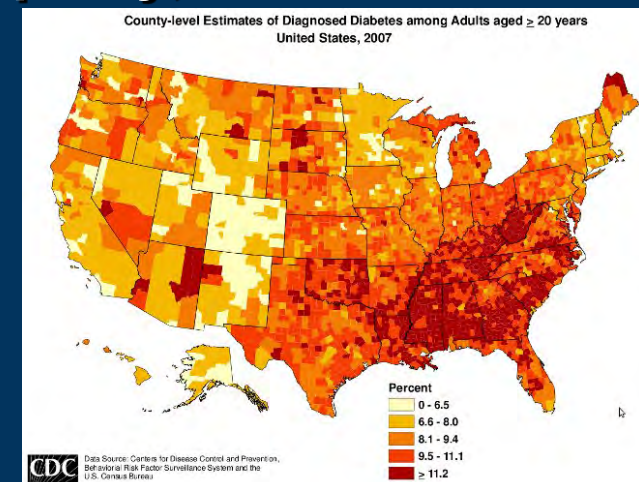 County-level Estimates of Diagnosed Diabetes among Adults aged ≥ 20 years
United States, 2007
Percent
0 - 6.5
6.6 - 8.0
8.1 - 9.4
9.5 - 11.1
≥ 11.2
CDC
Data Source: Centers for Disease Control and Prevention,
Behavioral Risk Factor Surveillance System and the
U.S. Census Bureau